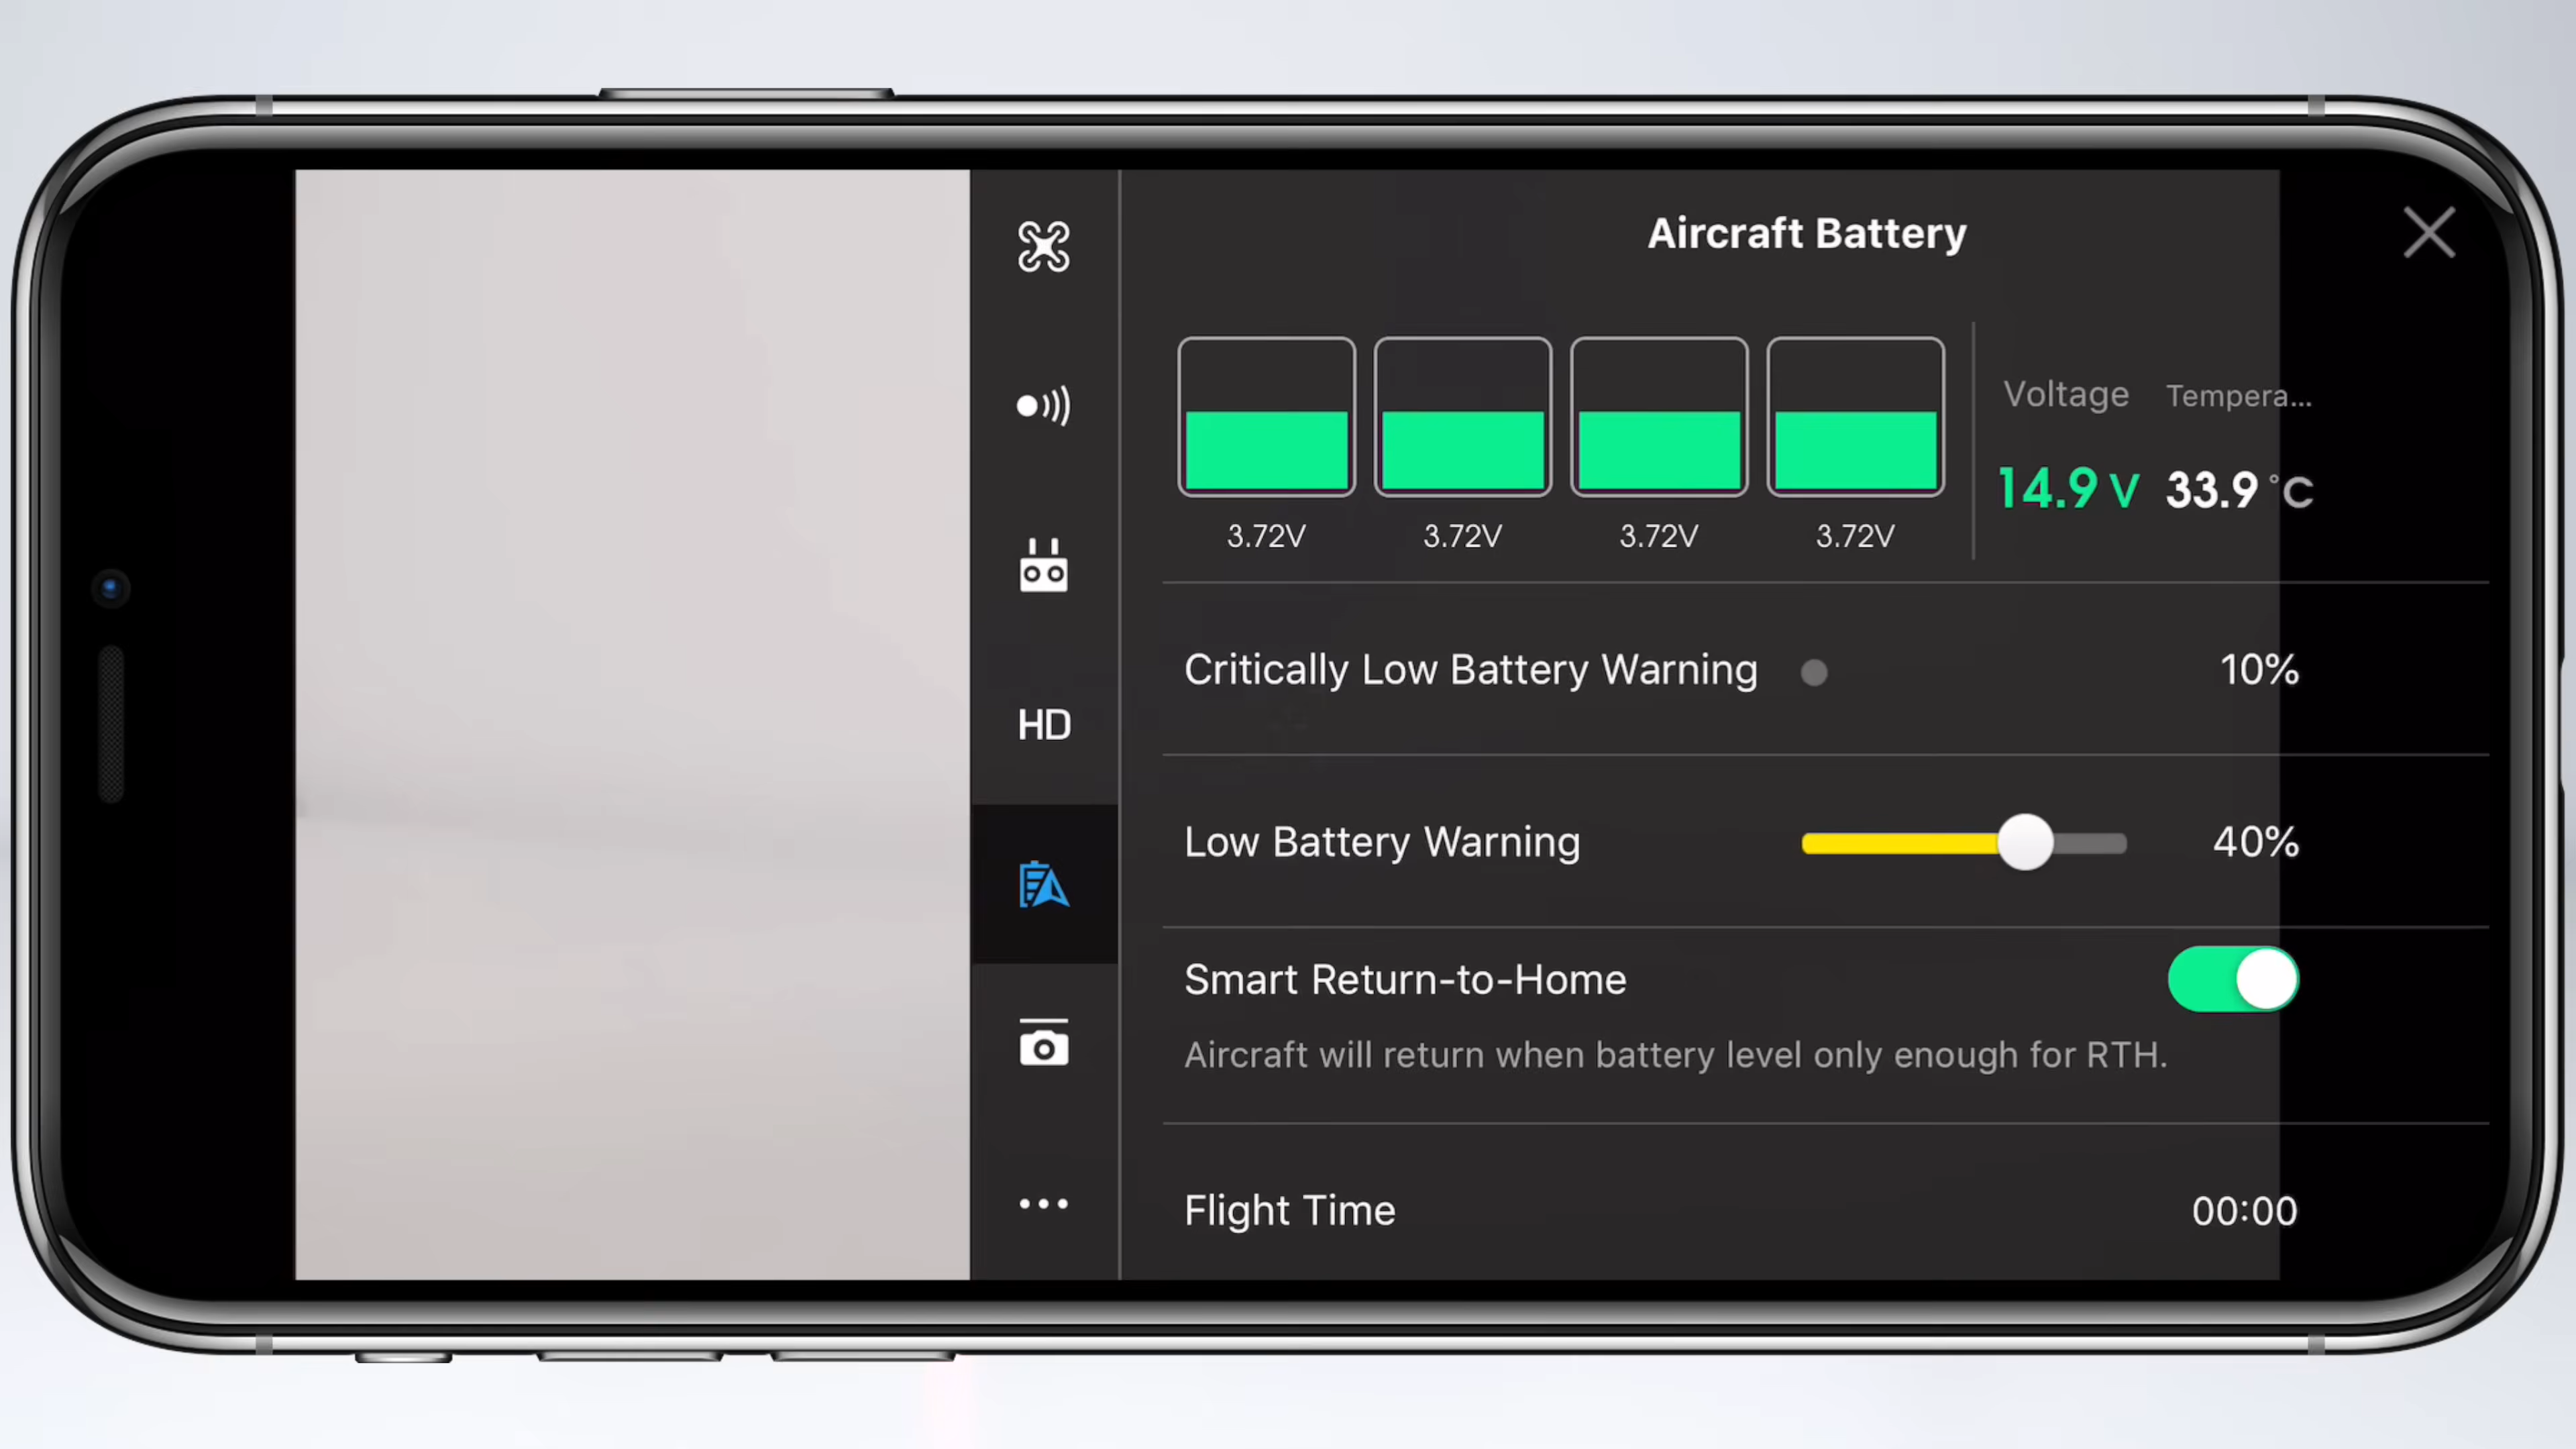 Aircraft Battery
Voltage Tempera...
14.9 V 33.9 °C
3.72V 3.72V 3.72V 3.72V
Critically Low Battery Warning 10%
HD
Low Battery Warning 40%
Smart Return-to-Home
Aircraft will return when battery level only enough for RTH.
Flight Time 00:00